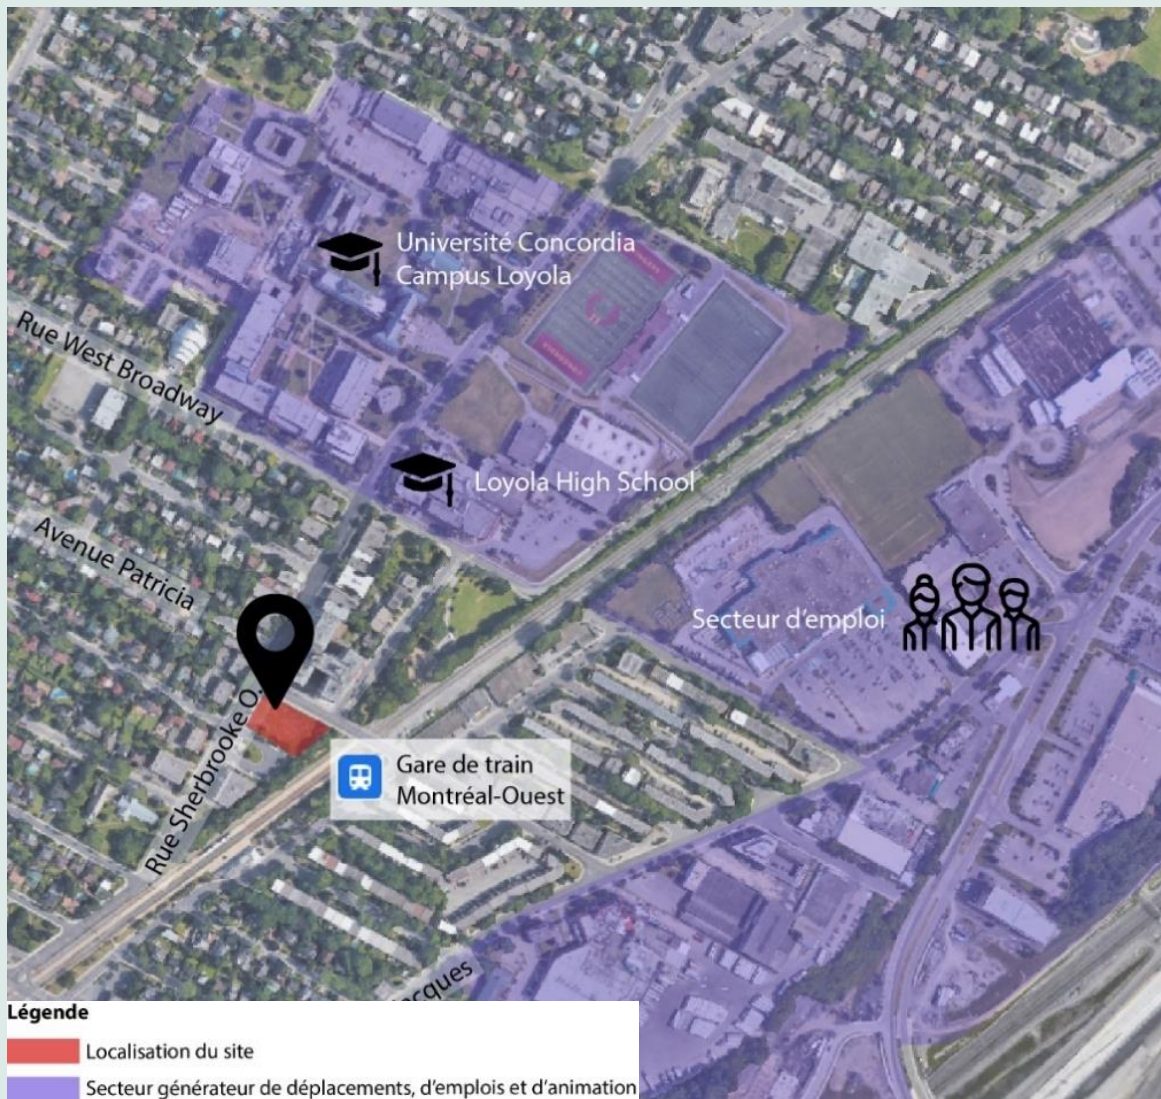 Université Concordia
Campus Loyola
Rue West Broadway
Loyola High School
Avenue Patricia
Secteur d'emploi
Rue Sherbrooke O.
Gare de train
Montréal-Ouest
acques
Légende
Localisation du site
Secteur générateur de déplacements, d'emplois et d'animation